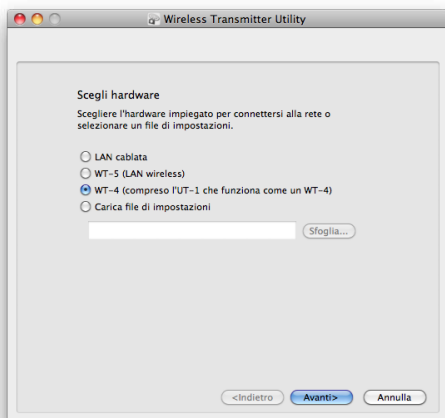 Wireless Transmitter Utility
Scegli hardware
Scegliere l'hardware impiegato per connettersi alla rete o
selezionare un file di impostazioni.
LAN cablata
WT-5 (LAN wireless)
WT-4 (compreso l'UT-1 che funziona come un WT-4)
Carica file di impostazioni
Sfoglia...
<Indietro
Avanti>
Annulla